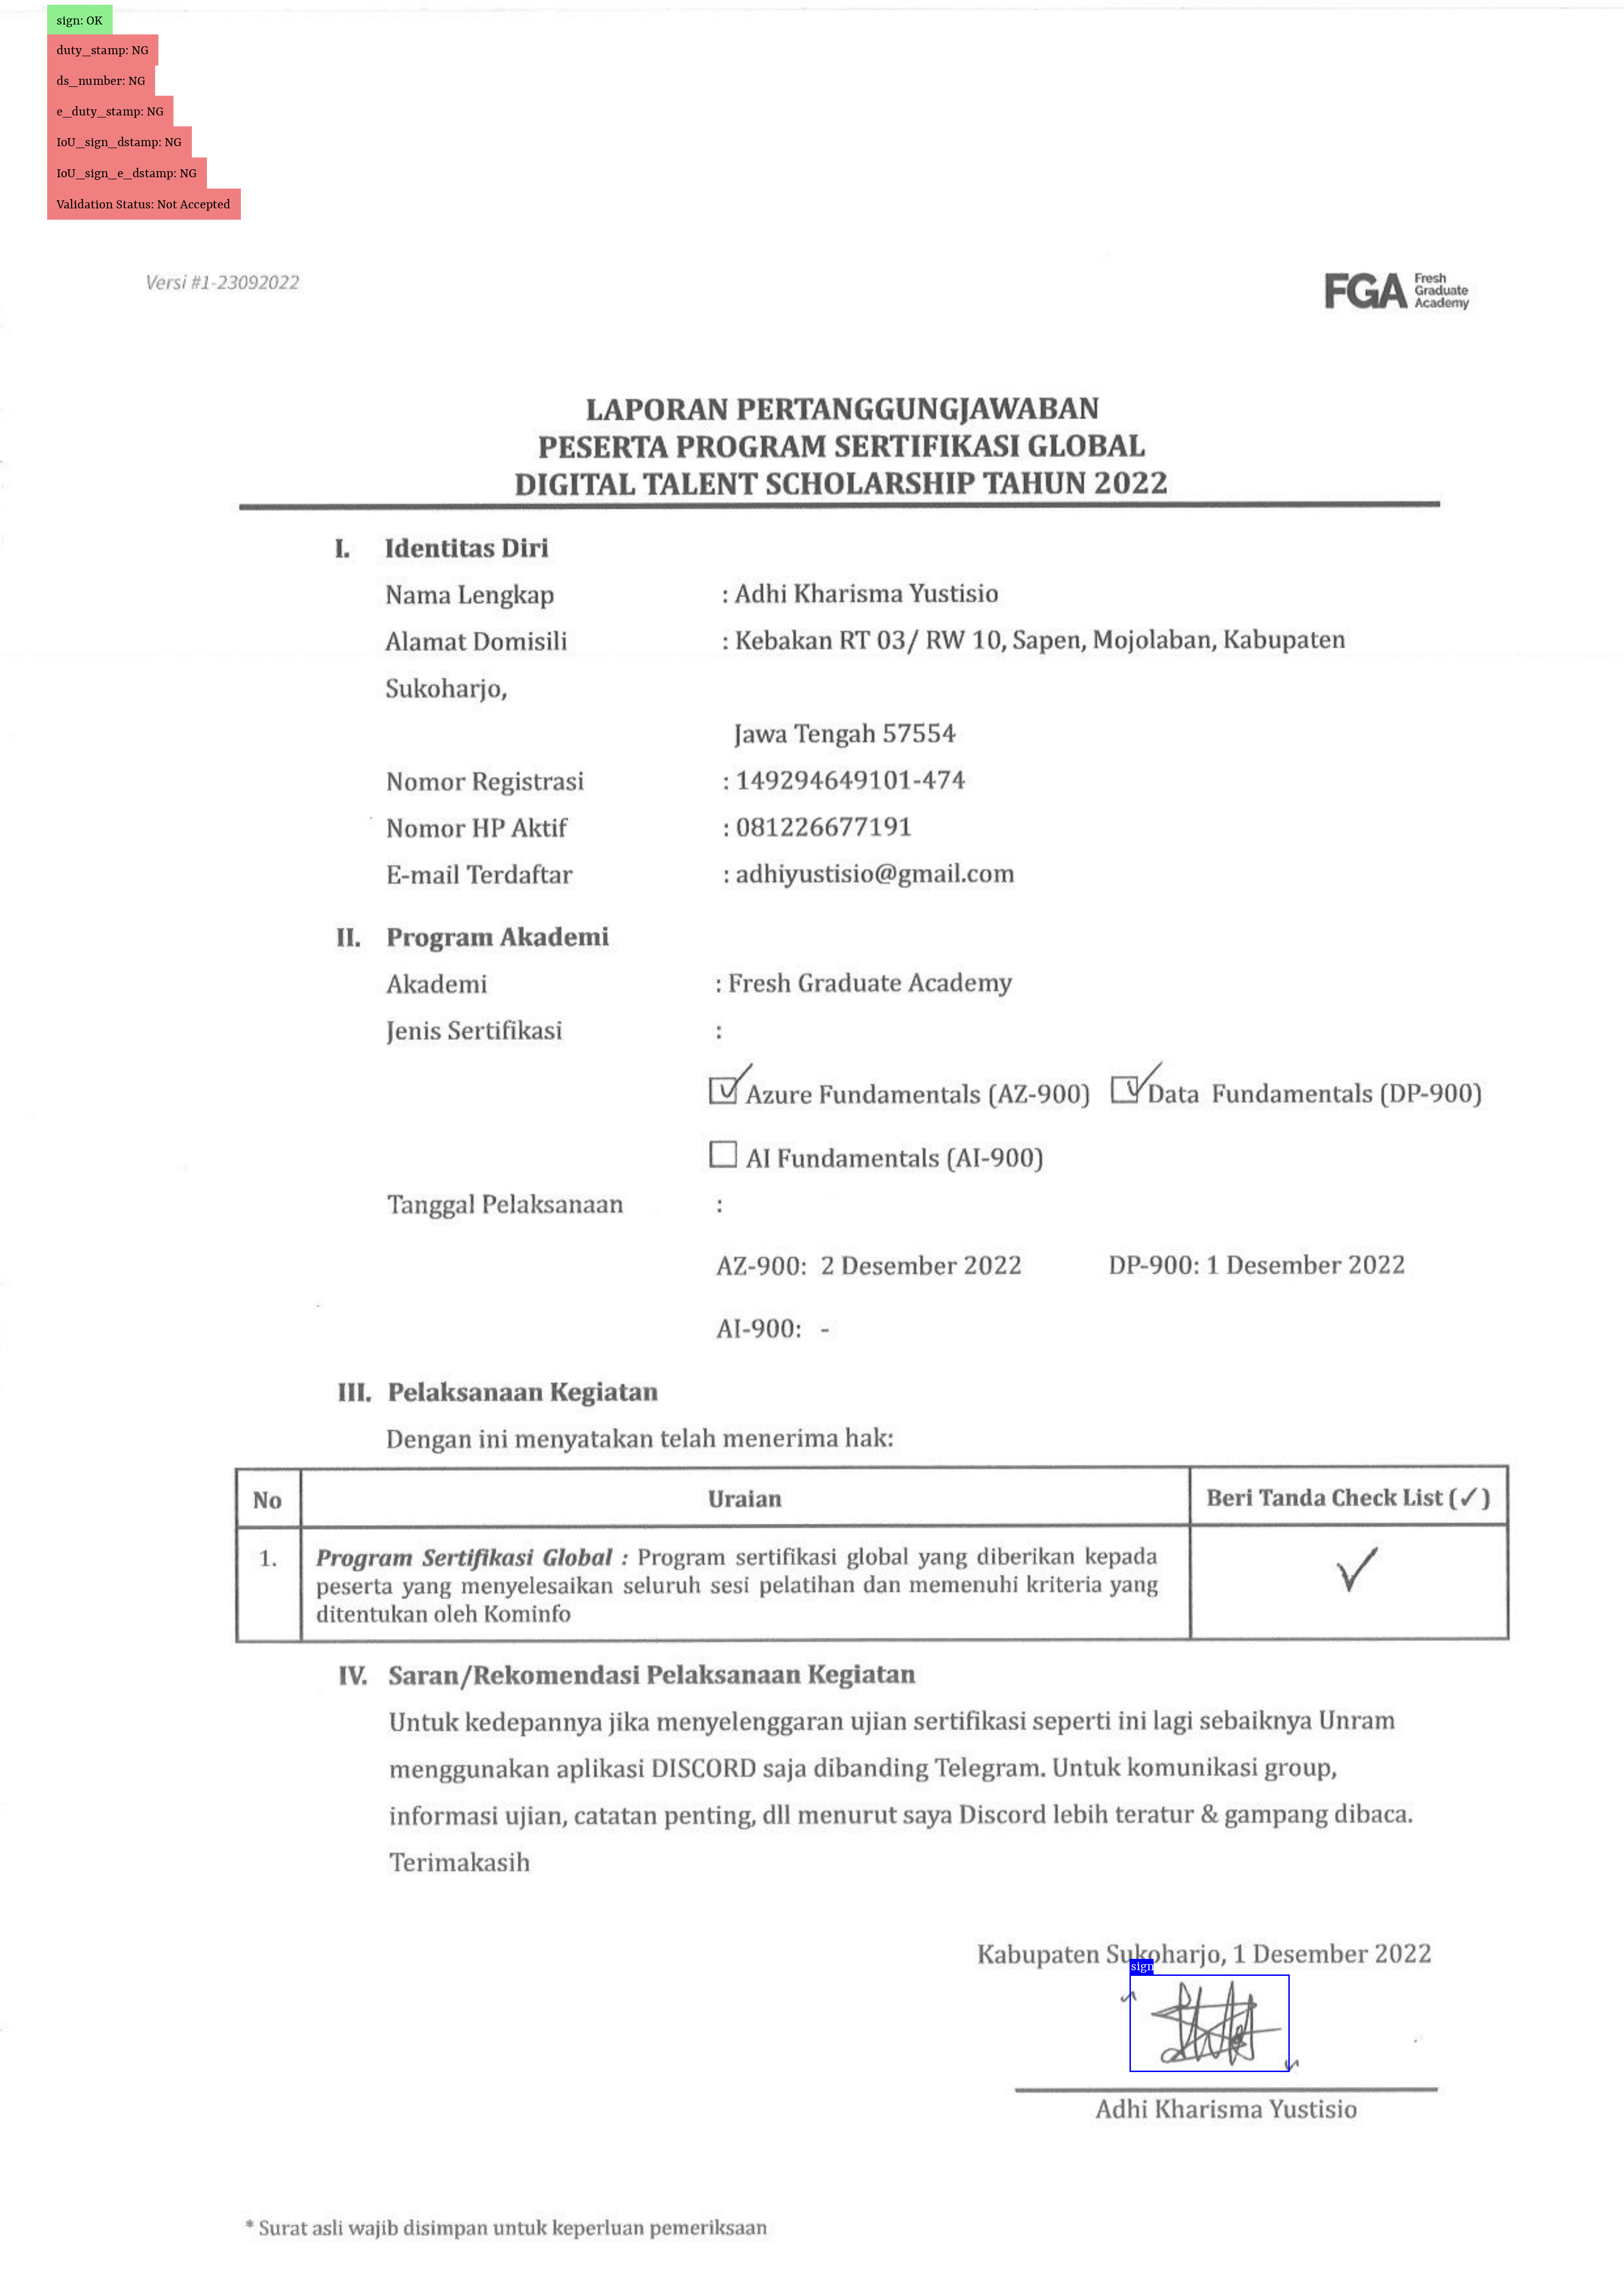 sign: OK
duty_stamp: NG
ds_number: NG
e_duty_stamp: NG
IoU_sign_dstamp: NG
IoU_sign_e_dstamp: NG
Validation Status: Not Accepted
Versi #1-23092022
FGA Fresh
Graduate
Academy
LAPORAN PERTANGGUNGJAWABAN
PESERTA PROGRAM SERTIFIKASI GLOBAL
DIGITAL TALENT SCHOLARSHIP TAHUN 2022
I. Identitas Diri
Nama Lengkap : Adhi Kharisma Yustisio
Alamat Domisili : Kebakan RT 03/ RW 10, Sapen, Mojolaban, Kabupaten
Sukoharjo,
Jawa Tengah 57554
Nomor Registrasi : 149294649101-474
Nomor HP Aktif : 081226677191
E-mail Terdaftar : adhiyustisio@gmail.com
II. Program Akademi
Akademi : Fresh Graduate Academy
Jenis Sertifikasi :
☑ Azure Fundamentals (AZ-900) ☑ Data Fundamentals (DP-900)
☐ AI Fundamentals (AI-900)
Tanggal Pelaksanaan :
AZ-900: 2 Desember 2022 DP-900: 1 Desember 2022
AI-900: -
III. Pelaksanaan Kegiatan
Dengan ini menyatakan telah menerima hak:
No Uraian Beri Tanda Check List (✓)
1. Program Sertifikasi Global : Program sertifikasi global yang diberikan kepada ✓
peserta yang menyelesaikan seluruh sesi pelatihan dan memenuhi kriteria yang
ditentukan oleh Kominfo
IV. Saran/Rekomendasi Pelaksanaan Kegiatan
Untuk kedepannya jika menyelenggaran ujian sertifikasi seperti ini lagi sebaiknya Unram
menggunakan aplikasi DISCORD saja dibanding Telegram. Untuk komunikasi group,
informasi ujian, catatan penting, dll menurut saya Discord lebih teratur & gampang dibaca.
Terimakasih
Kabupaten Sukoharjo, 1 Desember 2022
sign
Adhi Kharisma Yustisio
* Surat asli wajib disimpan untuk keperluan pemeriksaan